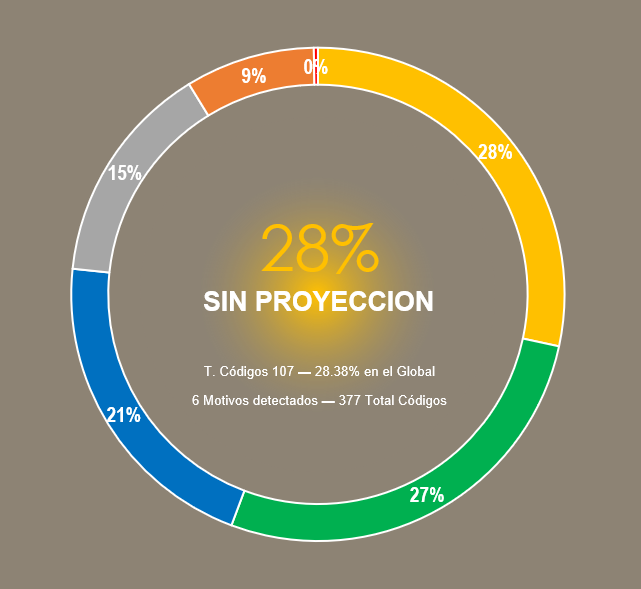 0%
9%
28%
15%
28%
SIN PROYECCION
T. Códigos 107 — 28.38% en el Global
6 Motivos detectados — 377 Total Códigos
21%
27%